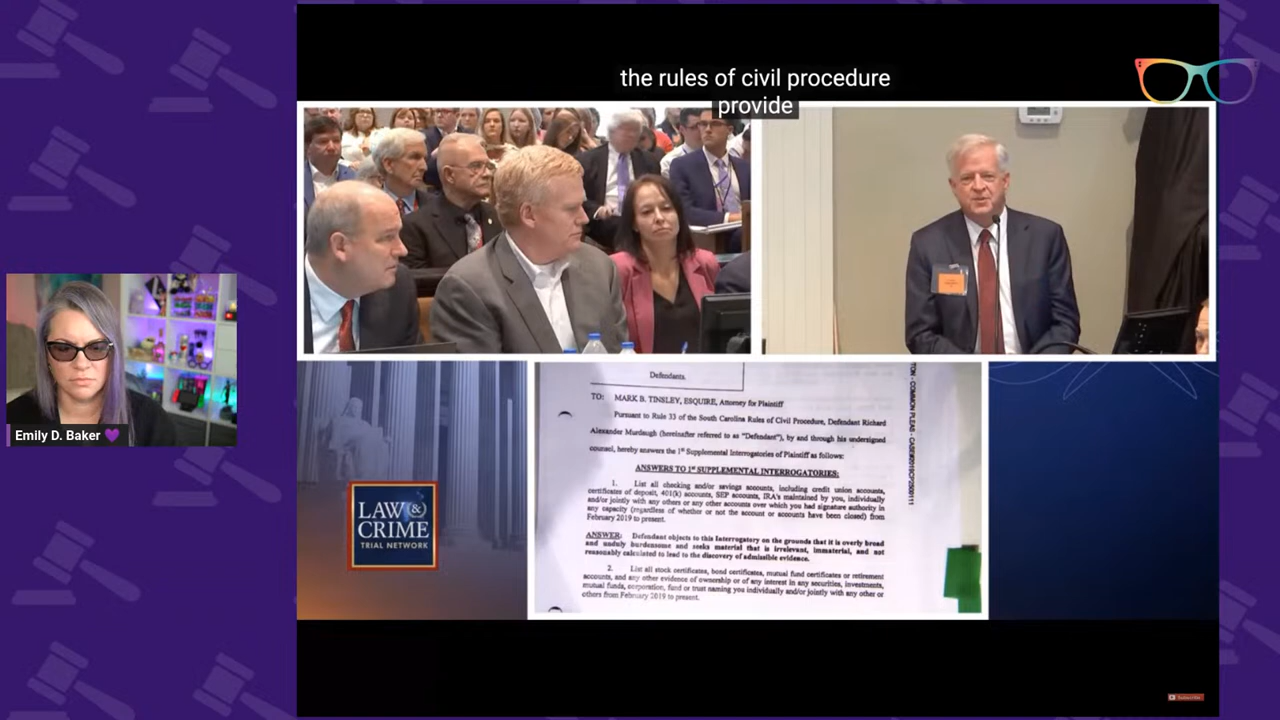 the rules of civil procedure
provide
Emily D. Baker 💜
LAW &
CRIME
TRIAL NETWORK
Defendants.
TO: MARK B. TINSLEY, ESQUIRE, Attorney for Plaintiff
Pursuant to Rule 33 of the South Carolina Rules of Civil Procedure, Defendant Richard
Alexander Murdaugh (hereinafter referred to as "Defendant"), by and through his undersigned
counsel, hereby answers the 1st Supplemental Interrogatories of Plaintiff as follows:
ANSWERS TO 1st SUPPLEMENTAL INTERROGATORIES:
1. List all checking and/or savings accounts, including credit union accounts,
certificates of deposit, 401(k) accounts, SEP accounts, IRA's maintained by you, individually
and/or jointly with any others or any other accounts over which you had signature authority in
any capacity (regardless of whether or not the account or accounts have been closed) from
February 2019 to present.
ANSWER: Defendant objects to this Interrogatory on the grounds that it is overly broad
and unduly burdensome and seeks material that is irrelevant, immaterial, and not
reasonably calculated to lead to the discovery of admissible evidence.
2. List all stock certificates, bond certificates, mutual fund certificates or retirement
accounts, and any other evidence of ownership or of any interest in any securities, investments,
mutual funds, corporation, fund or trust naming you individually and/or jointly with any other or
others from February 2019 to present.
TON - COMMON PLEAS -
Subscribe